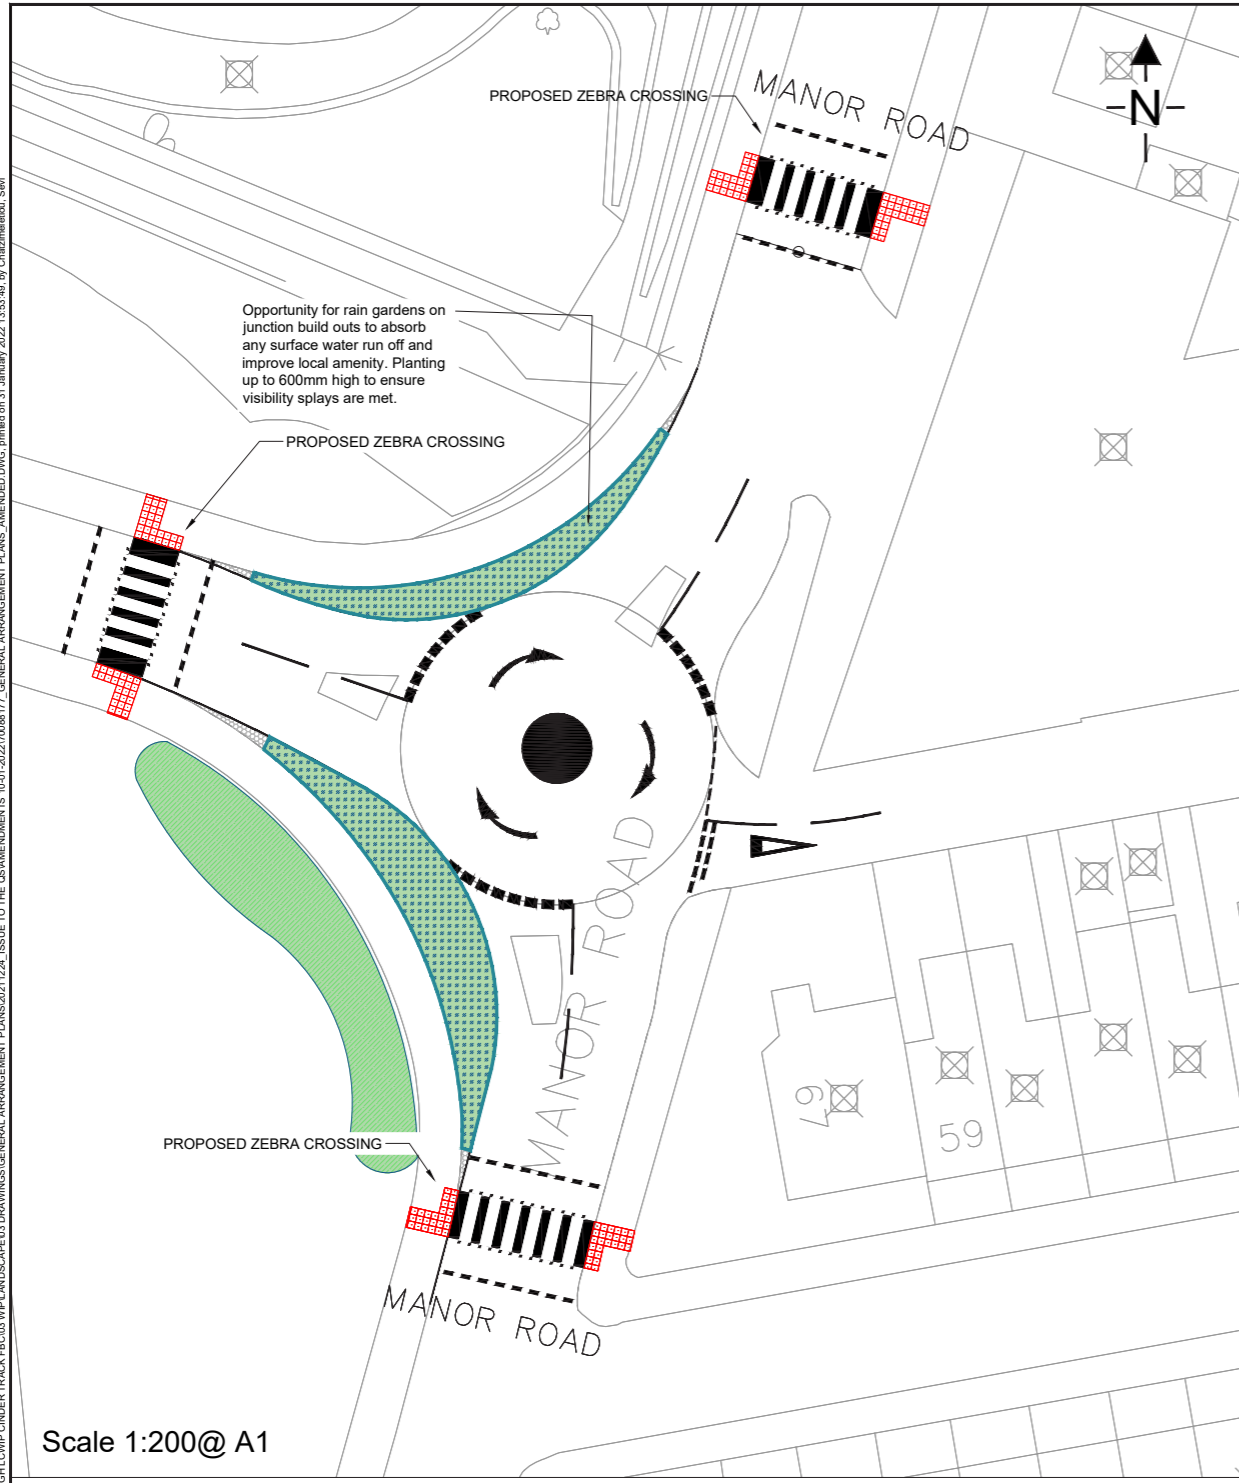 PROPOSED ZEBRA CROSSING
MANOR ROAD
N
Opportunity for rain gardens on
junction build outs to absorb
any surface water run off and
improve local amenity. Planting
up to 600mm high to ensure
visibility splays are met.
PROPOSED ZEBRA CROSSING
MANOR ROAD
49
59
PROPOSED ZEBRA CROSSING
MANOR ROAD
Scale 1:200@ A1